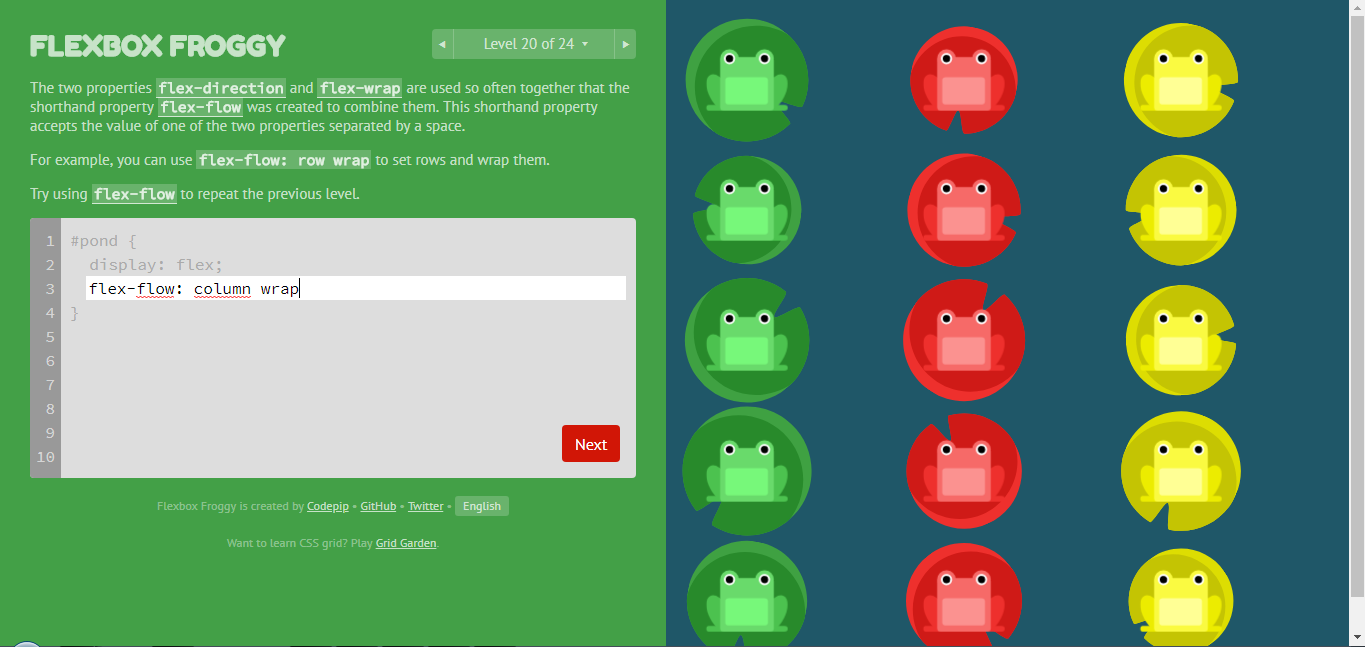 FLEXBOX FROGGY
Level 20 of 24
The two properties flex-direction and flex-wrap are used so often together that the
shorthand property flex-flow was created to combine them. This shorthand property
accepts the value of one of the two properties separated by a space.
For example, you can use flex-flow: row wrap to set rows and wrap them.
Try using flex-flow to repeat the previous level.
1 #pond {
2 display: flex;
3 flex-flow: column wrap
4 }
5
6
7
8
9
10
Next
Flexbox Froggy is created by Codepip • GitHub • Twitter • English
Want to learn CSS grid? Play Grid Garden.